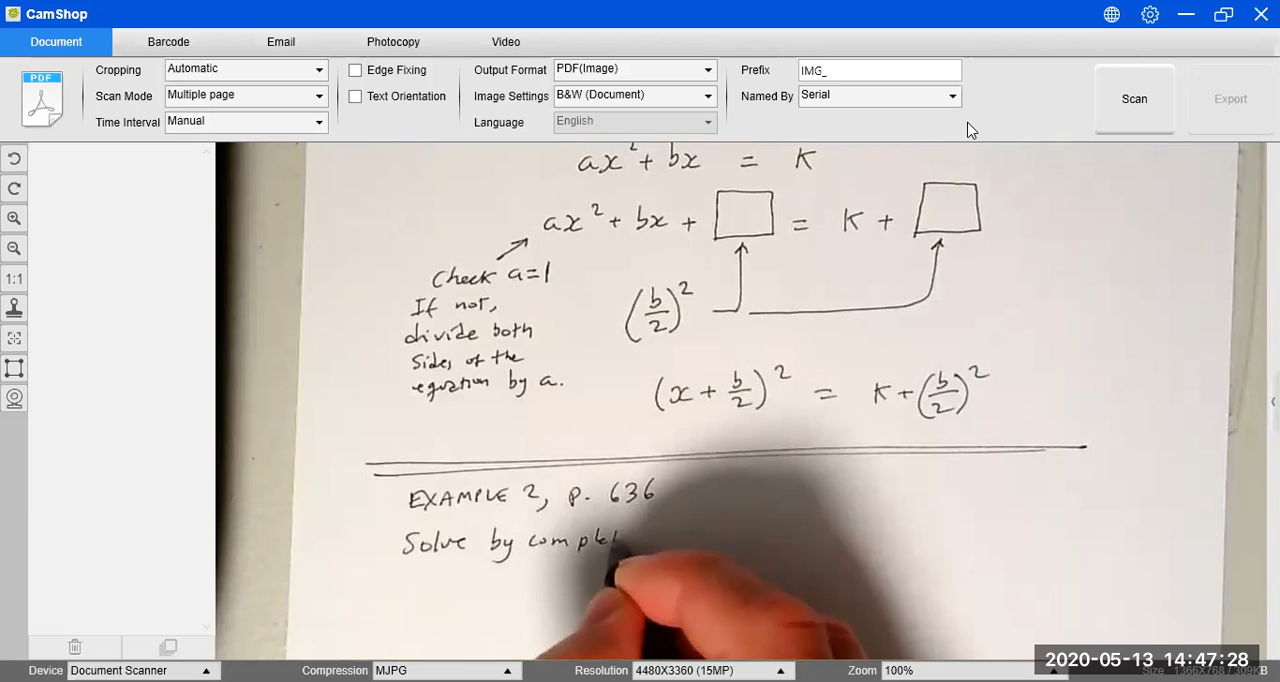 CamShop
Document Barcode Email Photocopy Video
PDF
Cropping Automatic
Edge Fixing
Output Format PDF(Image)
Prefix IMG_
Scan Mode Multiple page
Text Orientation
Image Settings B&W (Document)
Named By Serial
Time Interval Manual
Language English
Scan
Export
1:1
ax² + bx = K
ax² + bx + □ = K + □
Check a=1
If not,
divide both
sides of the
equation by a.
(b/2)²
(x + b/2)² = K + (b/2)²
EXAMPLE 2, p. 636
Solve by complet
2020-05-13 14:47:28
Device Document Scanner Compression MJPG Resolution 4480X3360 (15MP) Zoom 100% Size 1366X768 / 309KB